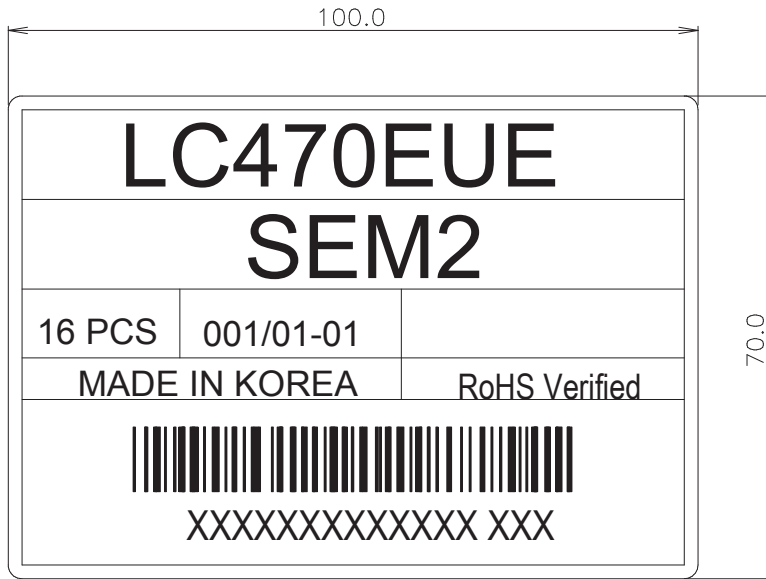 100.0
LC470EUE
SEM2
70.0
16 PCS 001/01-01
MADE IN KOREA RoHS Verified
XXXXXXXXXXXXX XXX